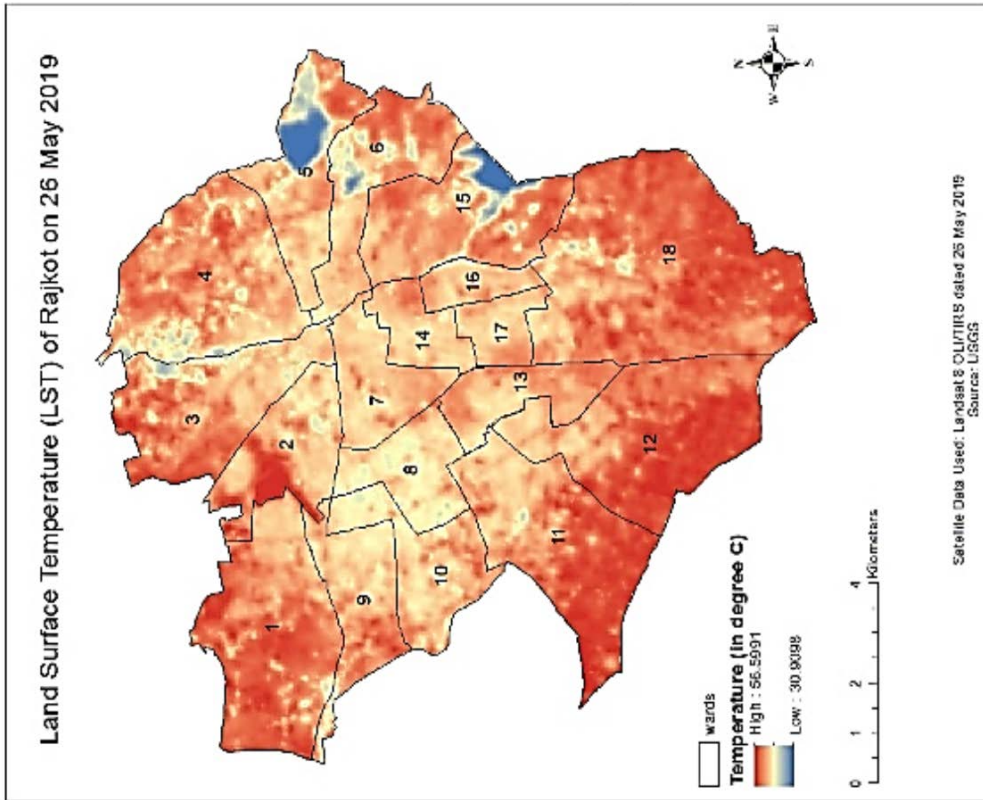 Land Surface Temperature (LST) of Rajkot on 26 May 2019
3
4
1
2
5
9
7
6
8
14
10
15
16
17
13
11
12
18
wards
Temperature (in degree C)
High : 56.5991
Low : 30.9098
0 1 2 4
Kilometers
N
W E
S
Satellite Data Used: Landsat 8 OLI/TIRS dated 26 May 2019
Source: USGS